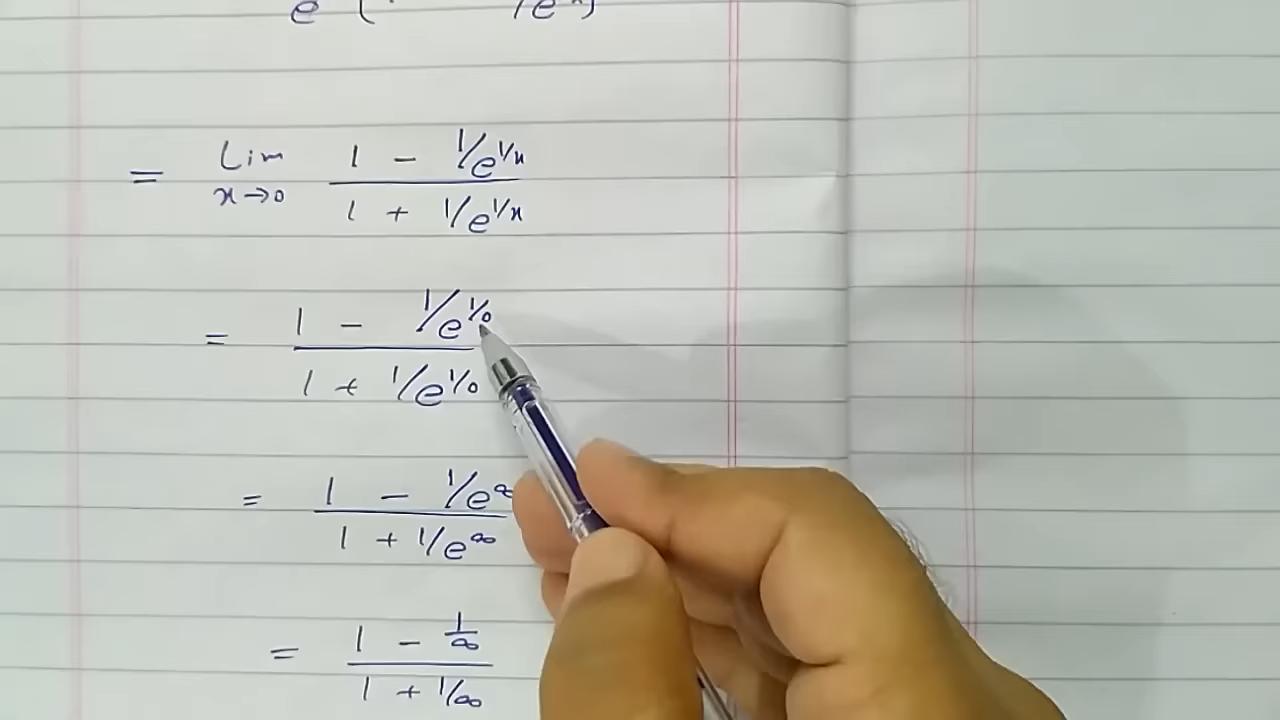 e (
/e
= Lim x→0 (1 - 1/e^1/x) / (1 + 1/e^1/x)
= (1 - 1/e^1/0) / (1 + 1/e^1/0)
= (1 - 1/e^∞) / (1 + 1/e^∞)
= (1 - 1/∞) / (1 + 1/∞)